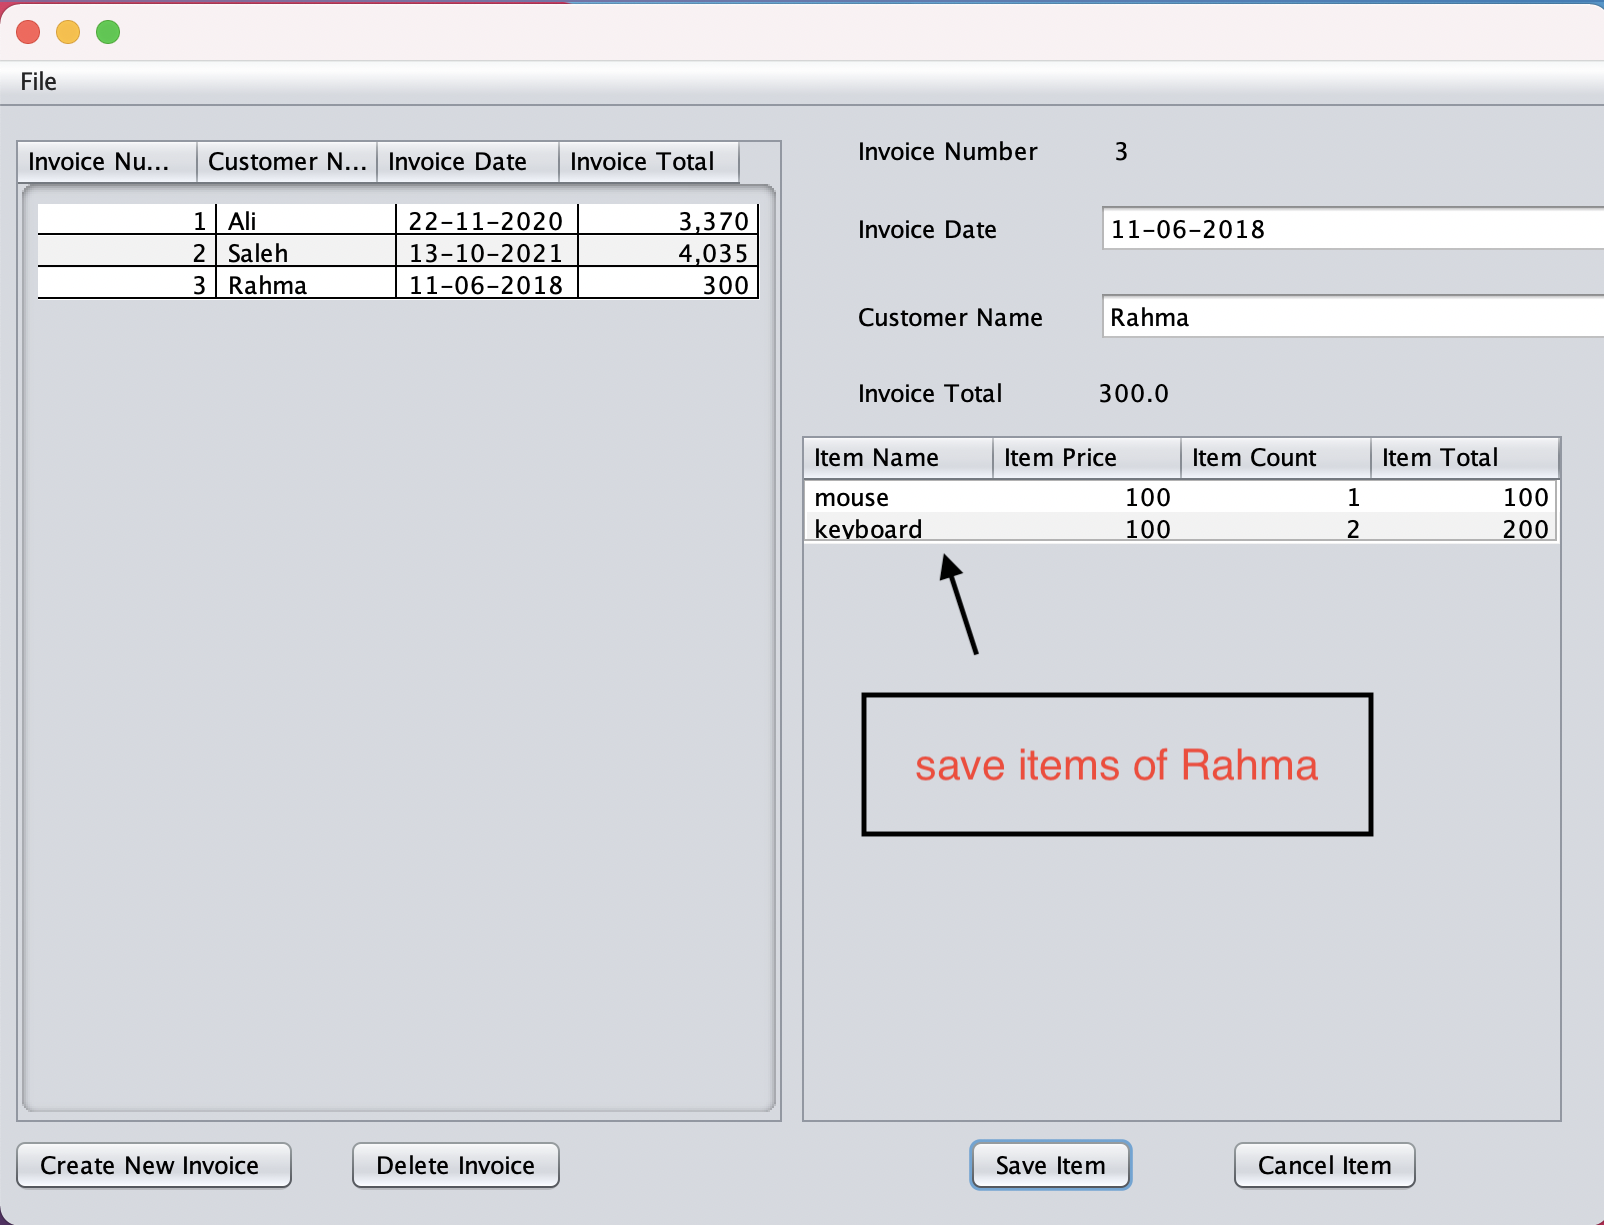 File
Invoice Nu... Customer N... Invoice Date Invoice Total
1 Ali 22-11-2020 3,370
2 Saleh 13-10-2021 4,035
3 Rahma 11-06-2018 300
Invoice Number 3
Invoice Date 11-06-2018
Customer Name Rahma
Invoice Total 300.0
Item Name Item Price Item Count Item Total
mouse 100 1 100
keyboard 100 2 200
save items of Rahma
Create New Invoice Delete Invoice Save Item Cancel Item